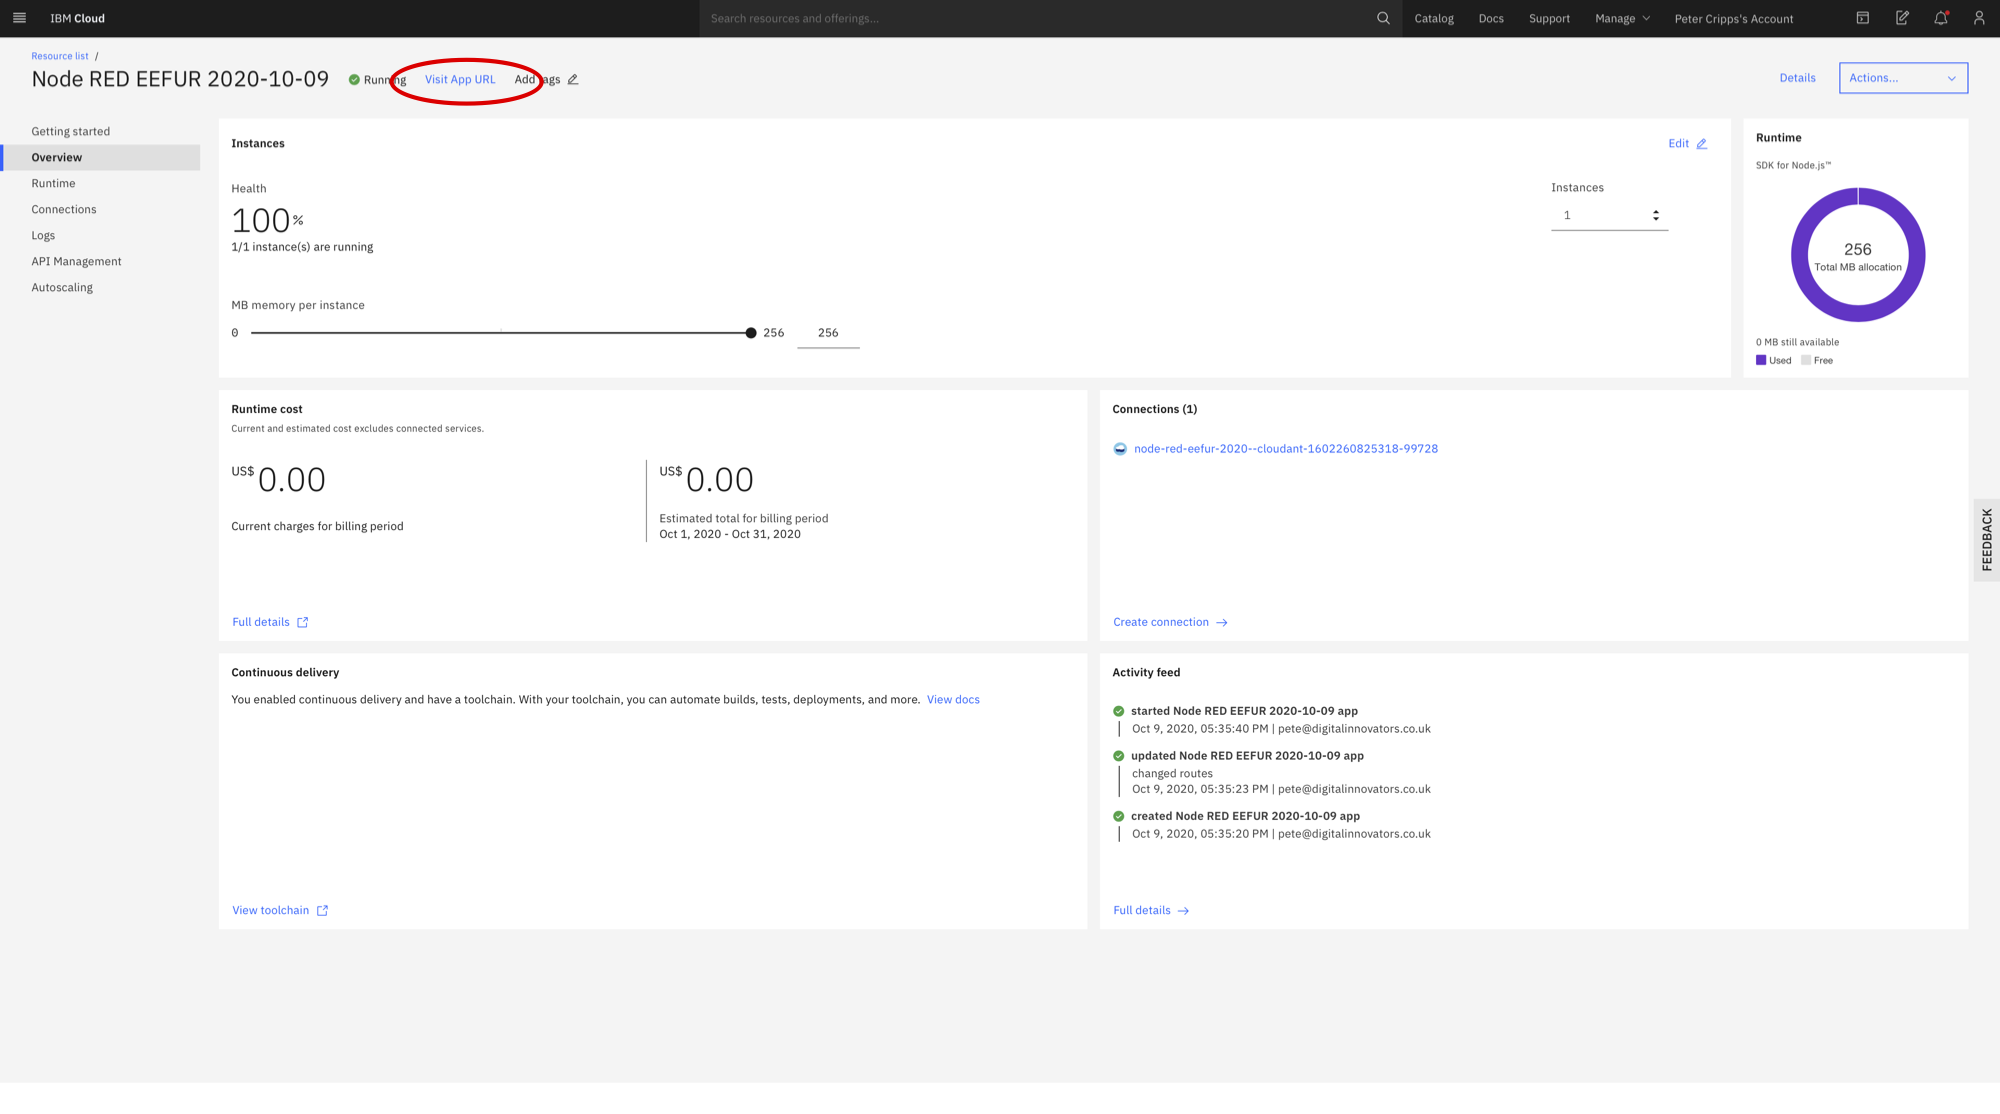 IBM Cloud
Search resources and offerings...
Catalog
Docs
Support
Manage
Peter Cripps's Account
Resource list /
Node RED EEFUR 2020-10-09
Running
Visit App URL
Add tags
Details
Actions...
Getting started
Overview
Runtime
Connections
Logs
API Management
Autoscaling
Instances
Edit
Health
100%
1/1 instance(s) are running
Instances
1
MB memory per instance
0
256
256
Runtime
SDK for Node.js™
256
Total MB allocation
0 MB still available
Used
Free
Runtime cost
Current and estimated cost excludes connected services.
US$ 0.00
Current charges for billing period
US$ 0.00
Estimated total for billing period
Oct 1, 2020 - Oct 31, 2020
Full details
Connections (1)
node-red-eefur-2020--cloudant-1602260825318-99728
Create connection
FEEDBACK
Continuous delivery
You enabled continuous delivery and have a toolchain. With your toolchain, you can automate builds, tests, deployments, and more. View docs
View toolchain
Activity feed
started Node RED EEFUR 2020-10-09 app
Oct 9, 2020, 05:35:40 PM | pete@digitalinnovators.co.uk
updated Node RED EEFUR 2020-10-09 app
changed routes
Oct 9, 2020, 05:35:23 PM | pete@digitalinnovators.co.uk
created Node RED EEFUR 2020-10-09 app
Oct 9, 2020, 05:35:20 PM | pete@digitalinnovators.co.uk
Full details